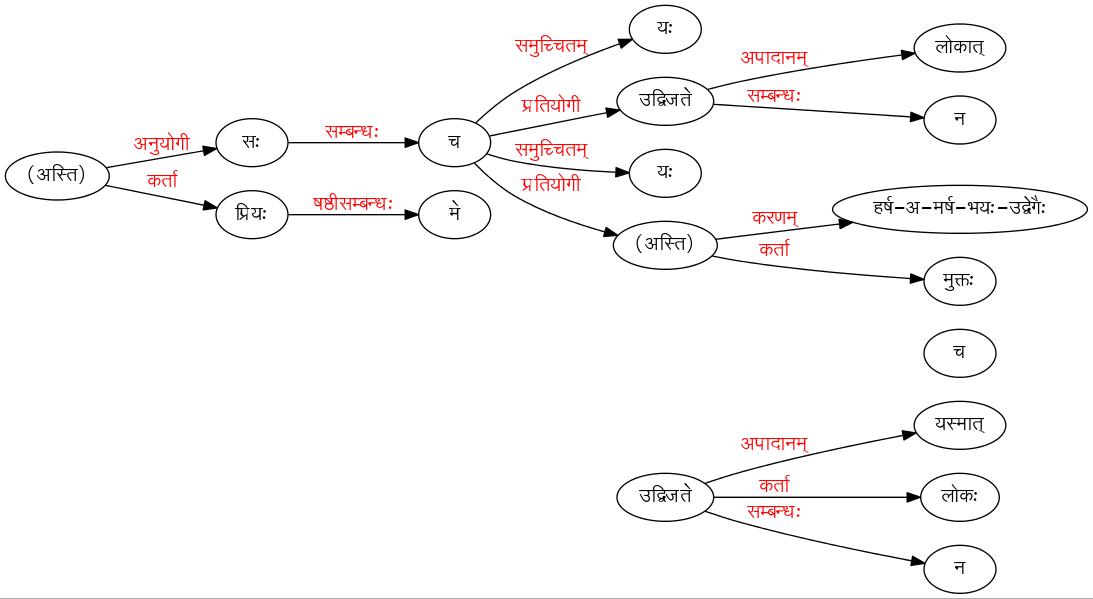 यः
समुच्चितम्
लोकात्
अपादानम्
उद्विजते
प्रतियोगी
सम्बन्धः
न
सः
अनुयोगी
सम्बन्धः
च
समुच्चितम्
यः
(अस्ति)
कर्ता
प्रतियोगी
प्रियः
षष्ठीसम्बन्धः
मे
हर्ष-अ-मर्ष-भयः-उद्वेगैः
करणम्
(अस्ति)
कर्ता
मुक्तः
च
यस्मात्
अपादानम्
उद्विजते
कर्ता
लोकः
सम्बन्धः
न